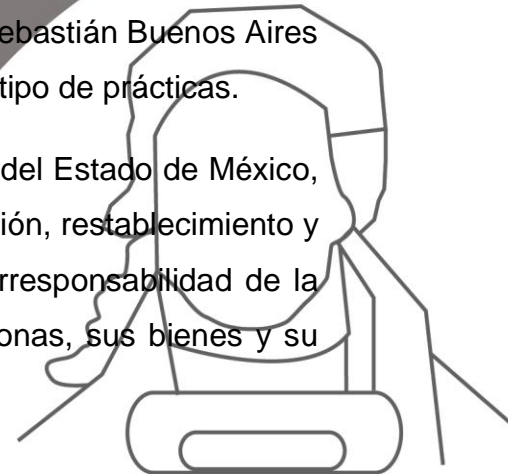 ebastián Buenos Aires
tipo de prácticas.
del Estado de México,
ión, restablecimiento y
rresponsabilidad de la
onas, sus bienes y su